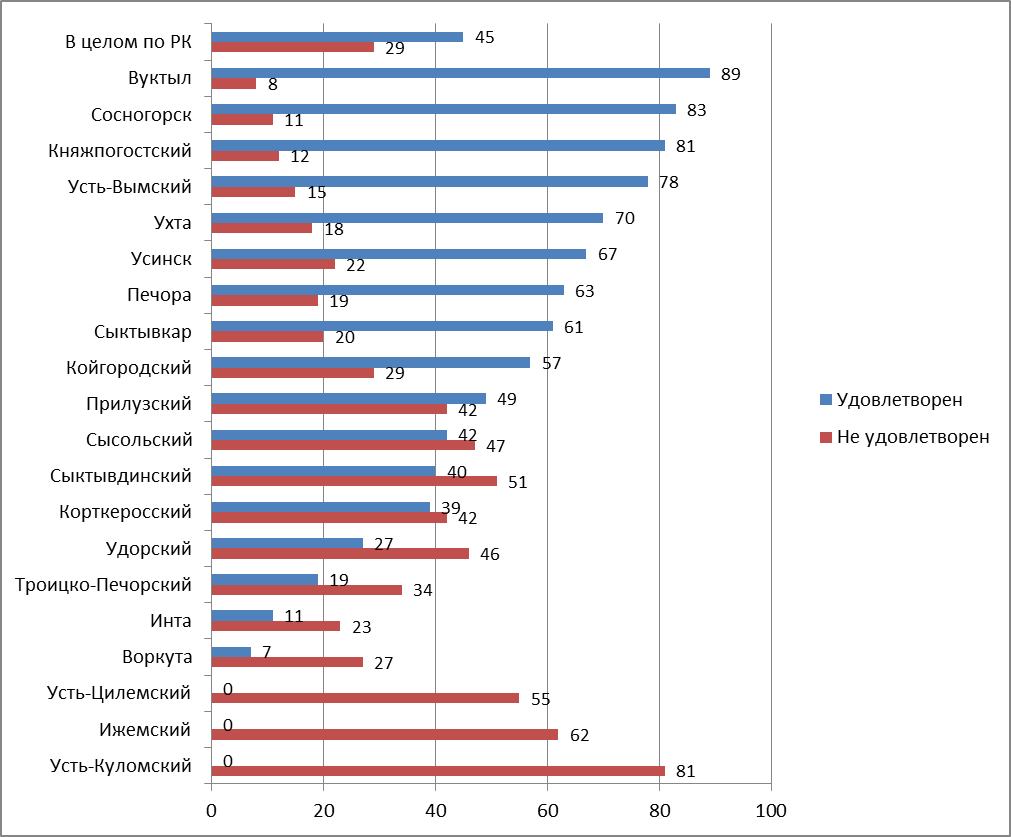 В целом по РК 45
29
Вуктыл 89
8
Сосногорск 83
11
Княжпогостский 81
12
Усть-Вымский 78
15
Ухта 70
18
Усинск 67
22
Печора 63
19
Сыктывкар 61
20
Койгородский 57
29
Прилузский 49
42
Сысольский 42
47
Сыктывдинский 40
51
Корткеросский 39
42
Удорский 27
46
Троицко-Печорский 19
34
Инта 11
23
Воркута 7
27
Усть-Цилемский 0
55
Ижемский 0
62
Усть-Куломский 0
81
0 20 40 60 80 100
Удовлетворен
Не удовлетворен